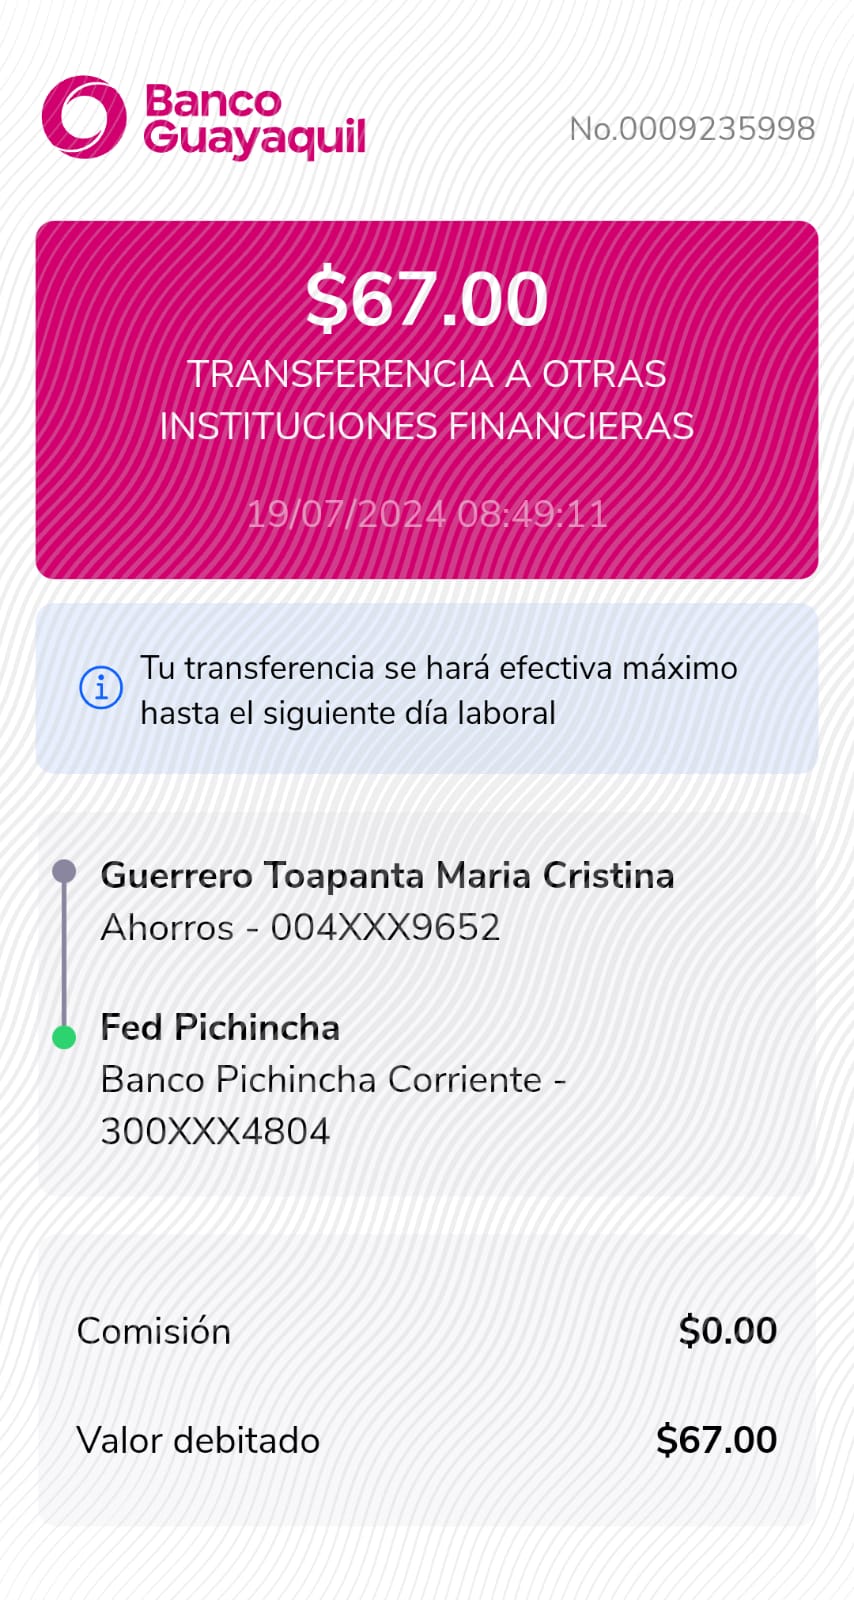 Banco
Guayaquil
No.0009235998
$67.00
TRANSFERENCIA A OTRAS
INSTITUCIONES FINANCIERAS
19/07/2024 08:49:11
Tu transferencia se hará efectiva máximo
hasta el siguiente día laboral
Guerrero Toapanta Maria Cristina
Ahorros - 004XXX9652
Fed Pichincha
Banco Pichincha Corriente -
300XXX4804
Comisión $0.00
Valor debitado $67.00